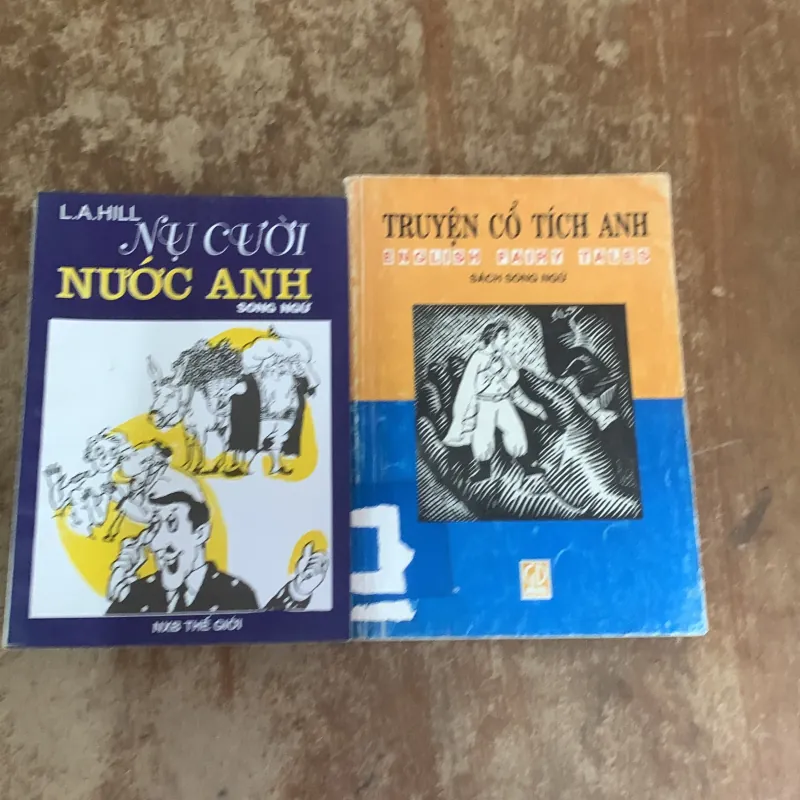 L.A.HILL
NỤ CƯỜI
NƯỚC ANH
SONG NGỮ
NXB THẾ GIỚI
TRUYỆN CỔ TÍCH ANH
ENGLISH FAIRY TALES
SÁCH SONG NGỮ